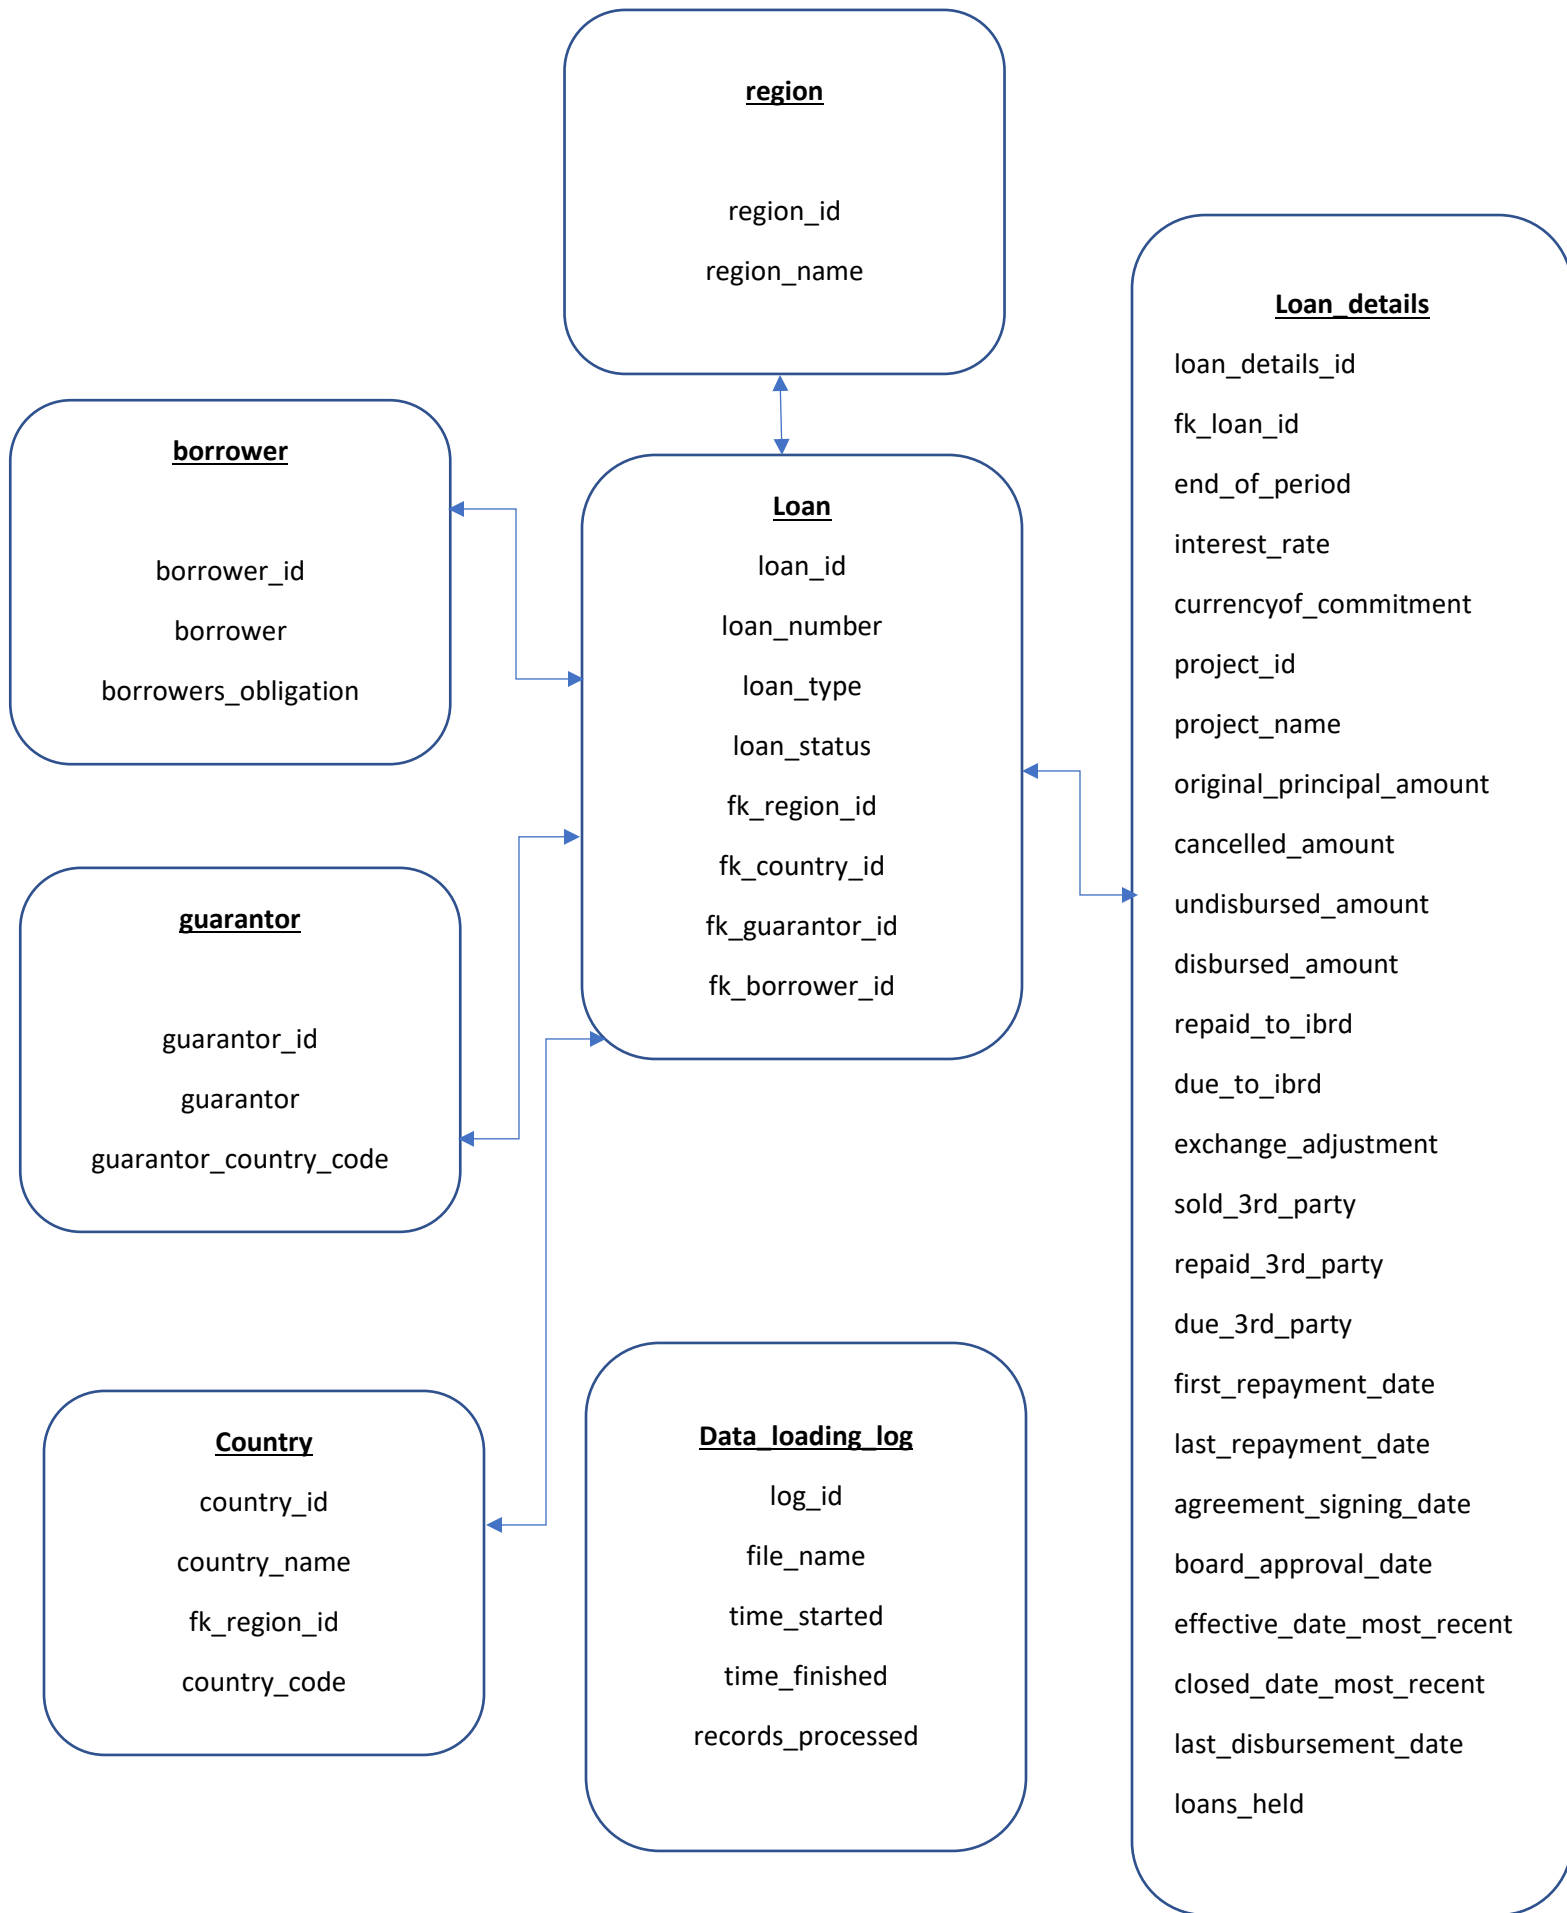 region
region_id
region_name
borrower
borrower_id
borrower
borrowers_obligation
Loan
loan_id
loan_number
loan_type
loan_status
fk_region_id
fk_country_id
fk_guarantor_id
fk_borrower_id
Loan_details
loan_details_id
fk_loan_id
end_of_period
interest_rate
currencyof_commitment
project_id
project_name
original_principal_amount
cancelled_amount
undisbursed_amount
disbursed_amount
repaid_to_ibrd
due_to_ibrd
exchange_adjustment
sold_3rd_party
repaid_3rd_party
due_3rd_party
first_repayment_date
last_repayment_date
agreement_signing_date
board_approval_date
effective_date_most_recent
closed_date_most_recent
last_disbursement_date
loans_held
guarantor
guarantor_id
guarantor
guarantor_country_code
Country
country_id
country_name
fk_region_id
country_code
Data_loading_log
log_id
file_name
time_started
time_finished
records_processed